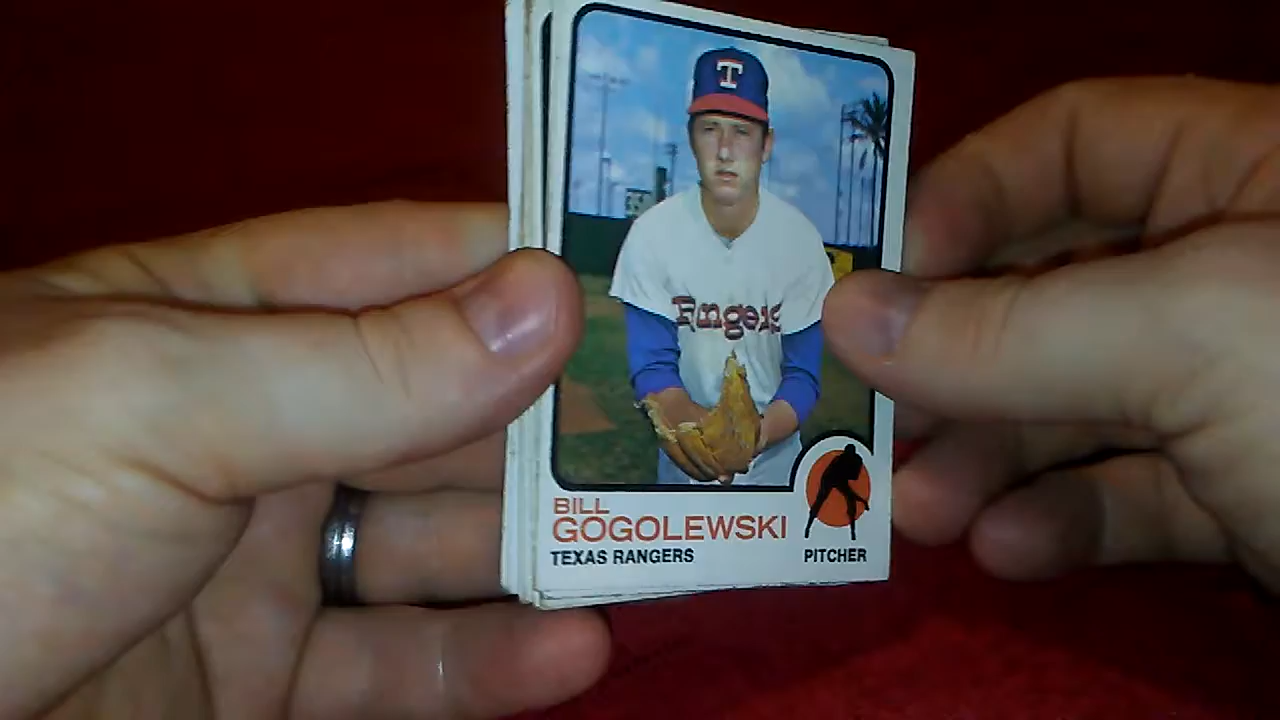 T
Rangers
BILL
GOGOLEWSKI
TEXAS RANGERS
PITCHER